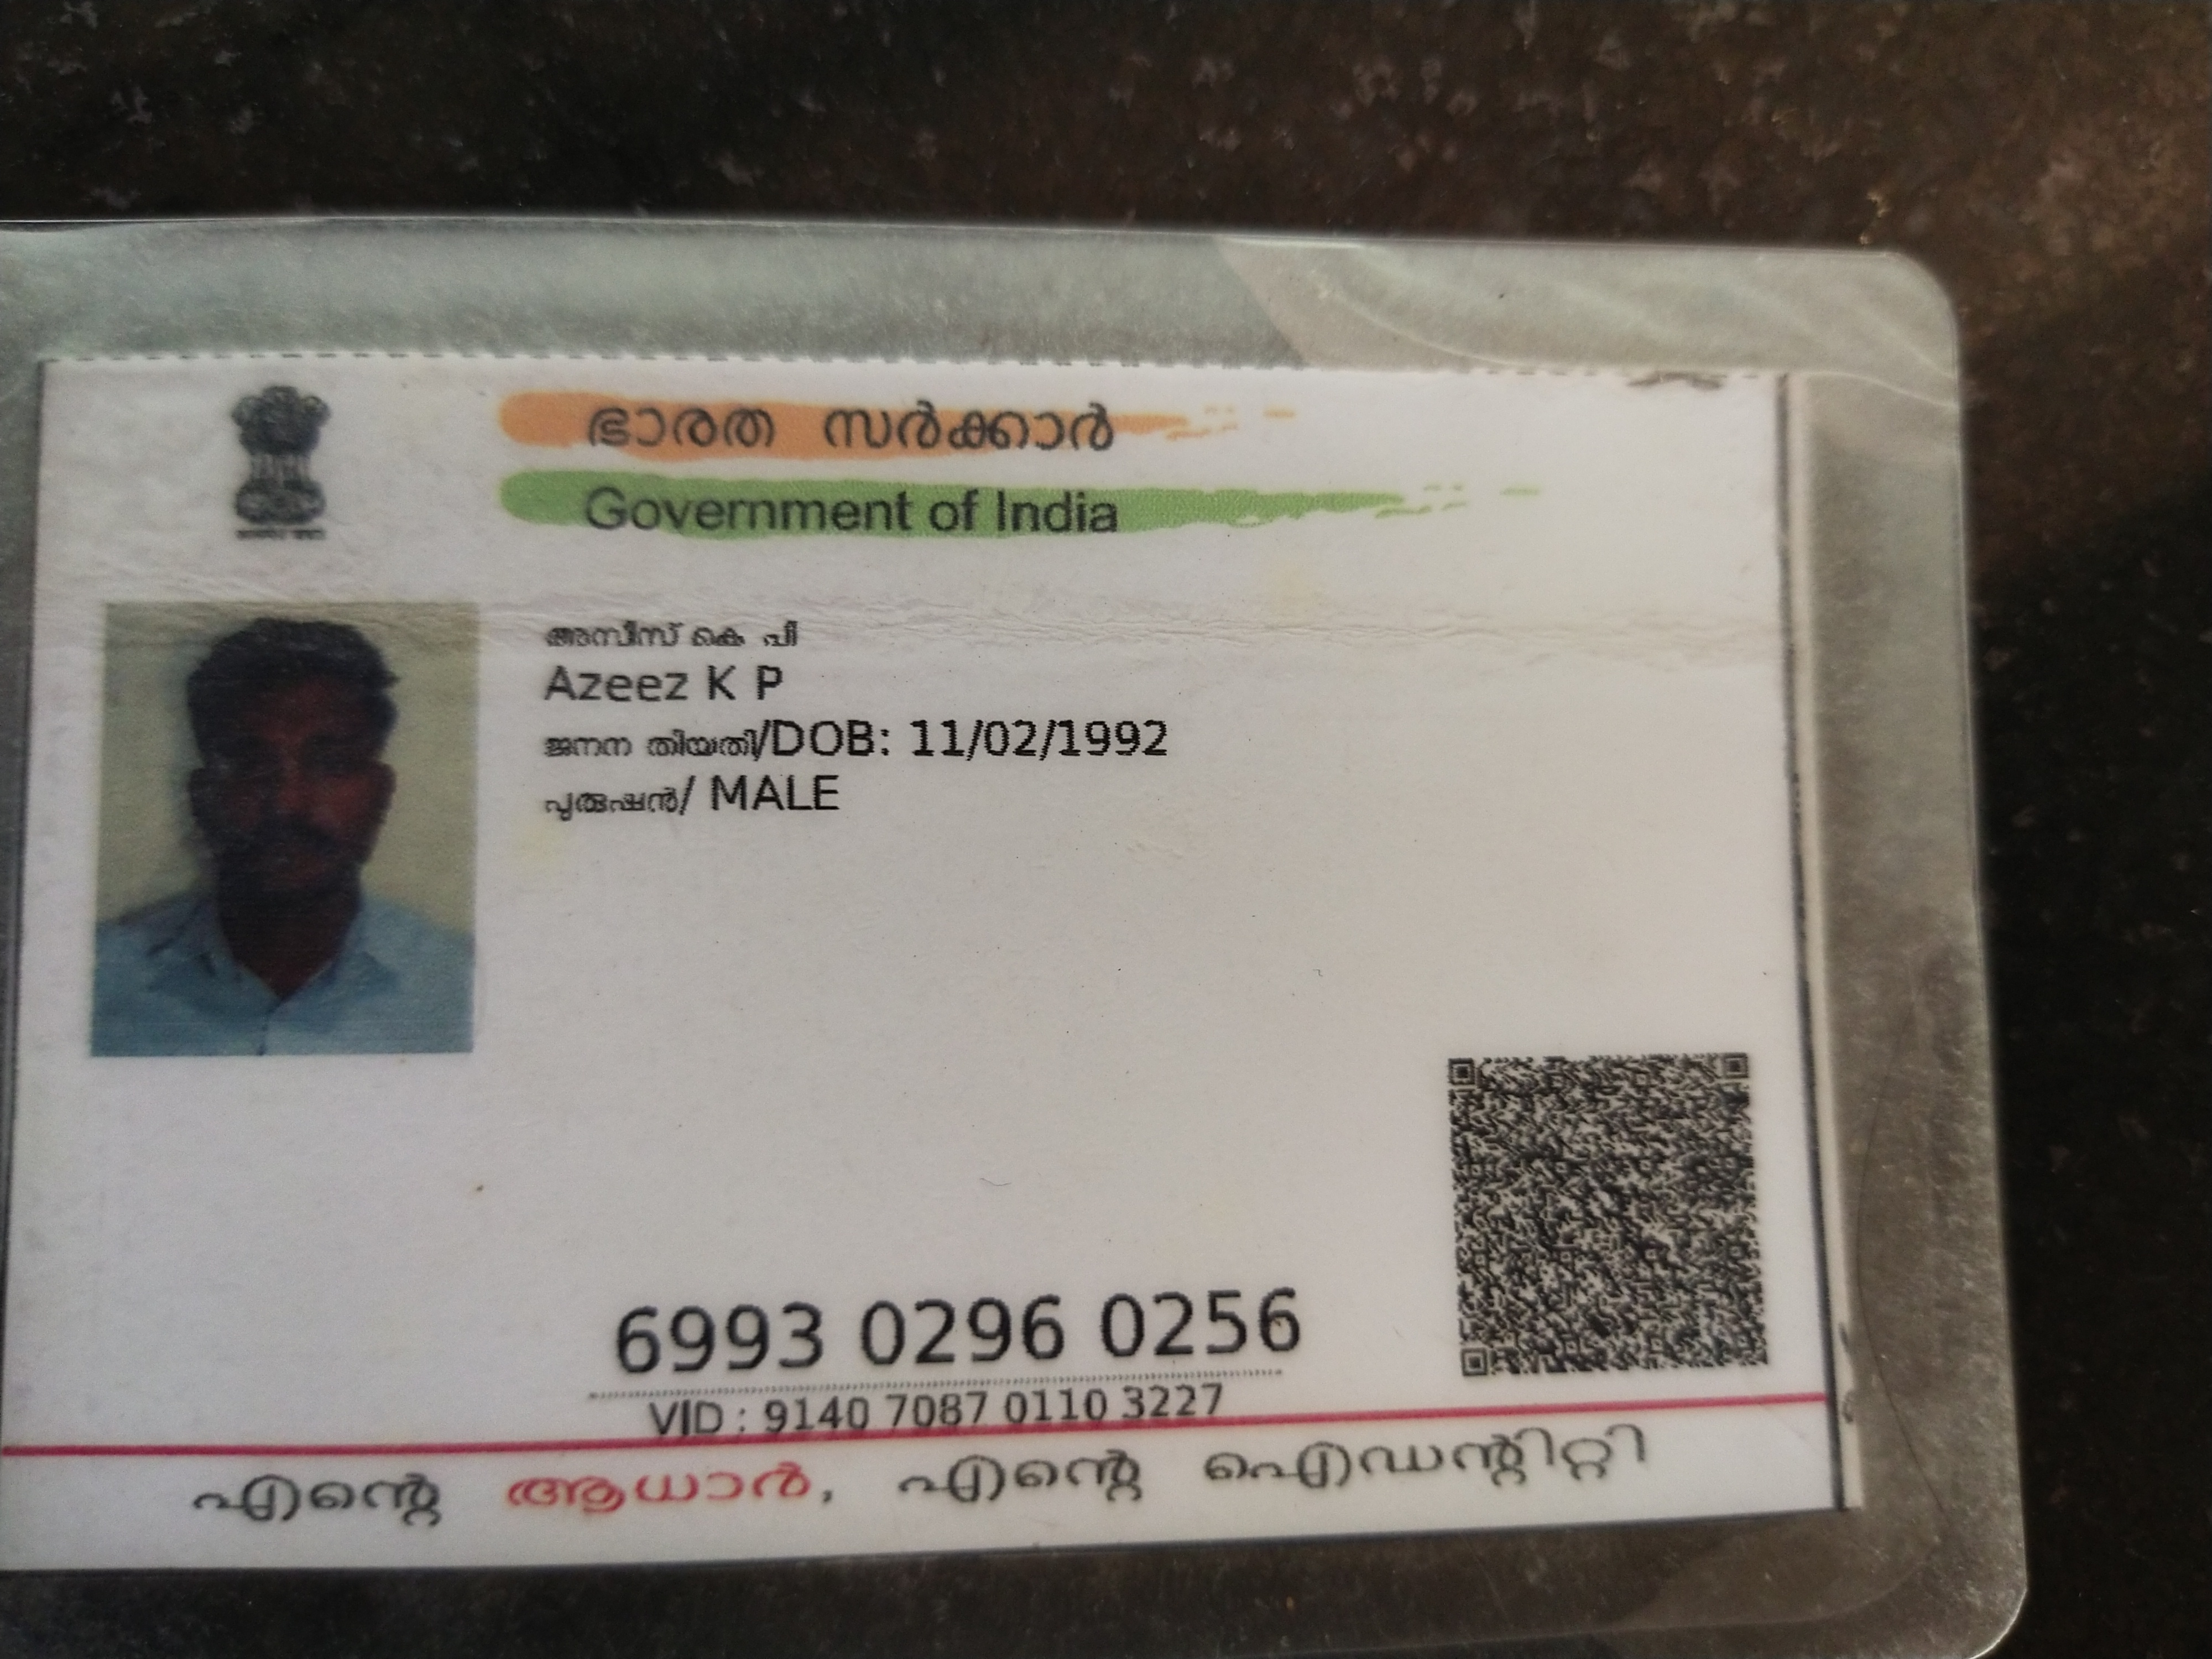 ഭാരത സർക്കാർ
Government of India
അസീസ് കെ പി
Azeez K P
ജനന തിയതി/DOB: 11/02/1992
പുരുഷൻ/ MALE
6993 0296 0256
VID : 9140 7087 0110 3227
എന്റെ ആധാർ, എന്റെ ഐഡന്റിറ്റി